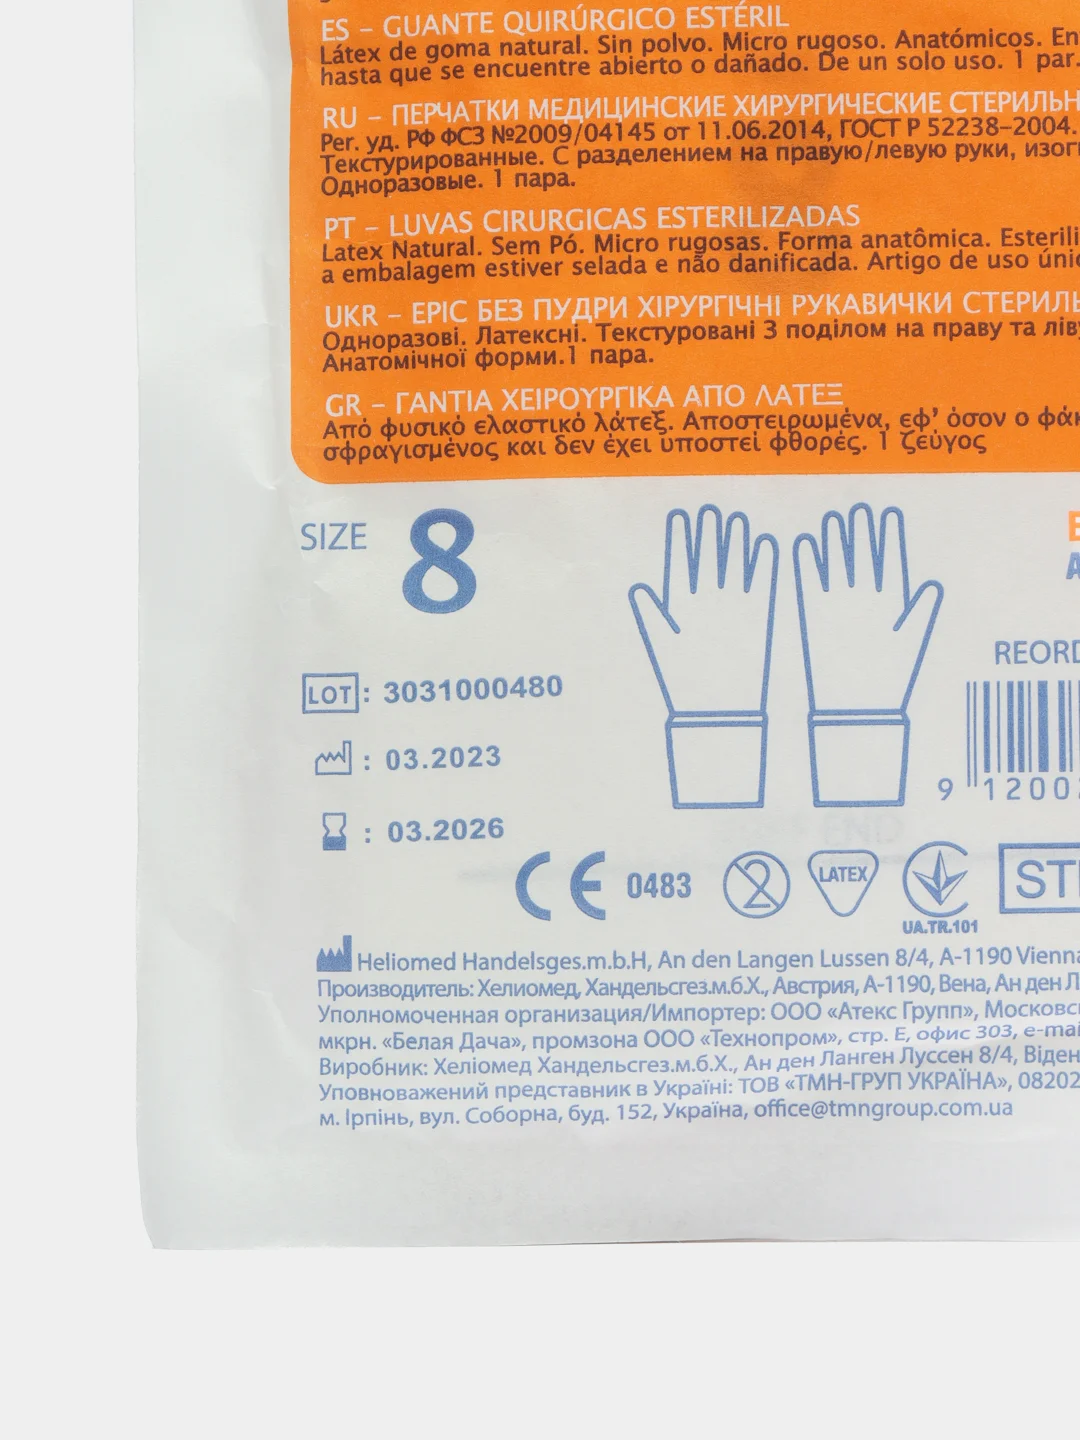 ES – GUANTE QUIRÚRGICO ESTÉRIL
Látex de goma natural. Sin polvo. Micro rugoso. Anatómicos. En
hasta que se encuentre abierto o dañado. De un solo uso. 1 par.
RU – ПЕРЧАТКИ МЕДИЦИНСКИЕ ХИРУРГИЧЕСКИЕ СТЕРИЛЬН
Рег. уд. РФ ФСЗ №2009/04145 от 11.06.2014, ГОСТ Р 52238–2004.
Текстурированные. С разделением на правую/левую руки, изог
Одноразовые. 1 пара.
PT – LUVAS CIRURGICAS ESTERILIZADAS
Latex Natural. Sem Pó. Micro rugosas. Forma anatômica. Esterili
a embalagem estiver selada e não danificada. Artigo de uso únic
UKR – EPIC БЕЗ ПУДРИ ХІРУРГІЧНІ РУКАВИЧКИ СТЕРИЛЬ
Одноразові. Латексні. Текстуровані З поділом на праву та лів
Анатомічної форми.1 пара.
GR – ΓΑΝΤΙΑ ΧΕΙΡΟΥΡΓΙΚΑ ΑΠΟ ΛΑΤΕΞ
Από φυσικό ελαστικό λάτεξ. Αποστειρωμένα, εφ’ όσον ο φάκ
σφραγισμένος και δεν έχει υποστεί φθορές. 1 ζεύγος
SIZE 8
REORD
LOT : 3031000480
: 03.2023
9 12002
: 03.2026
CE 0483 2 LATEX STE
UA.TR.101
Heliomed Handelsges.m.b.H, An den Langen Lussen 8/4, A-1190 Vienna
Производитель: Хелиомед, Хандельсгез.м.б.Х., Австрия, А-1190, Вена, Ан ден Л
Уполномоченная организация/Импортер: ООО «Атекс Групп», Московс
мкрн. «Белая Дача», промзона ООО «Технопром», стр. Е, офис 303, e-mai
Виробник: Хеліомед Хандельсгез.м.б.Х., Ан ден Ланген Луссен 8/4, Віден
Уповноважений представник в Україні: ТОВ «ТМН-ГРУП УКРАЇНА», 08202
м. Ірпінь, вул. Соборна, буд. 152, Україна, office@tmngroup.com.ua